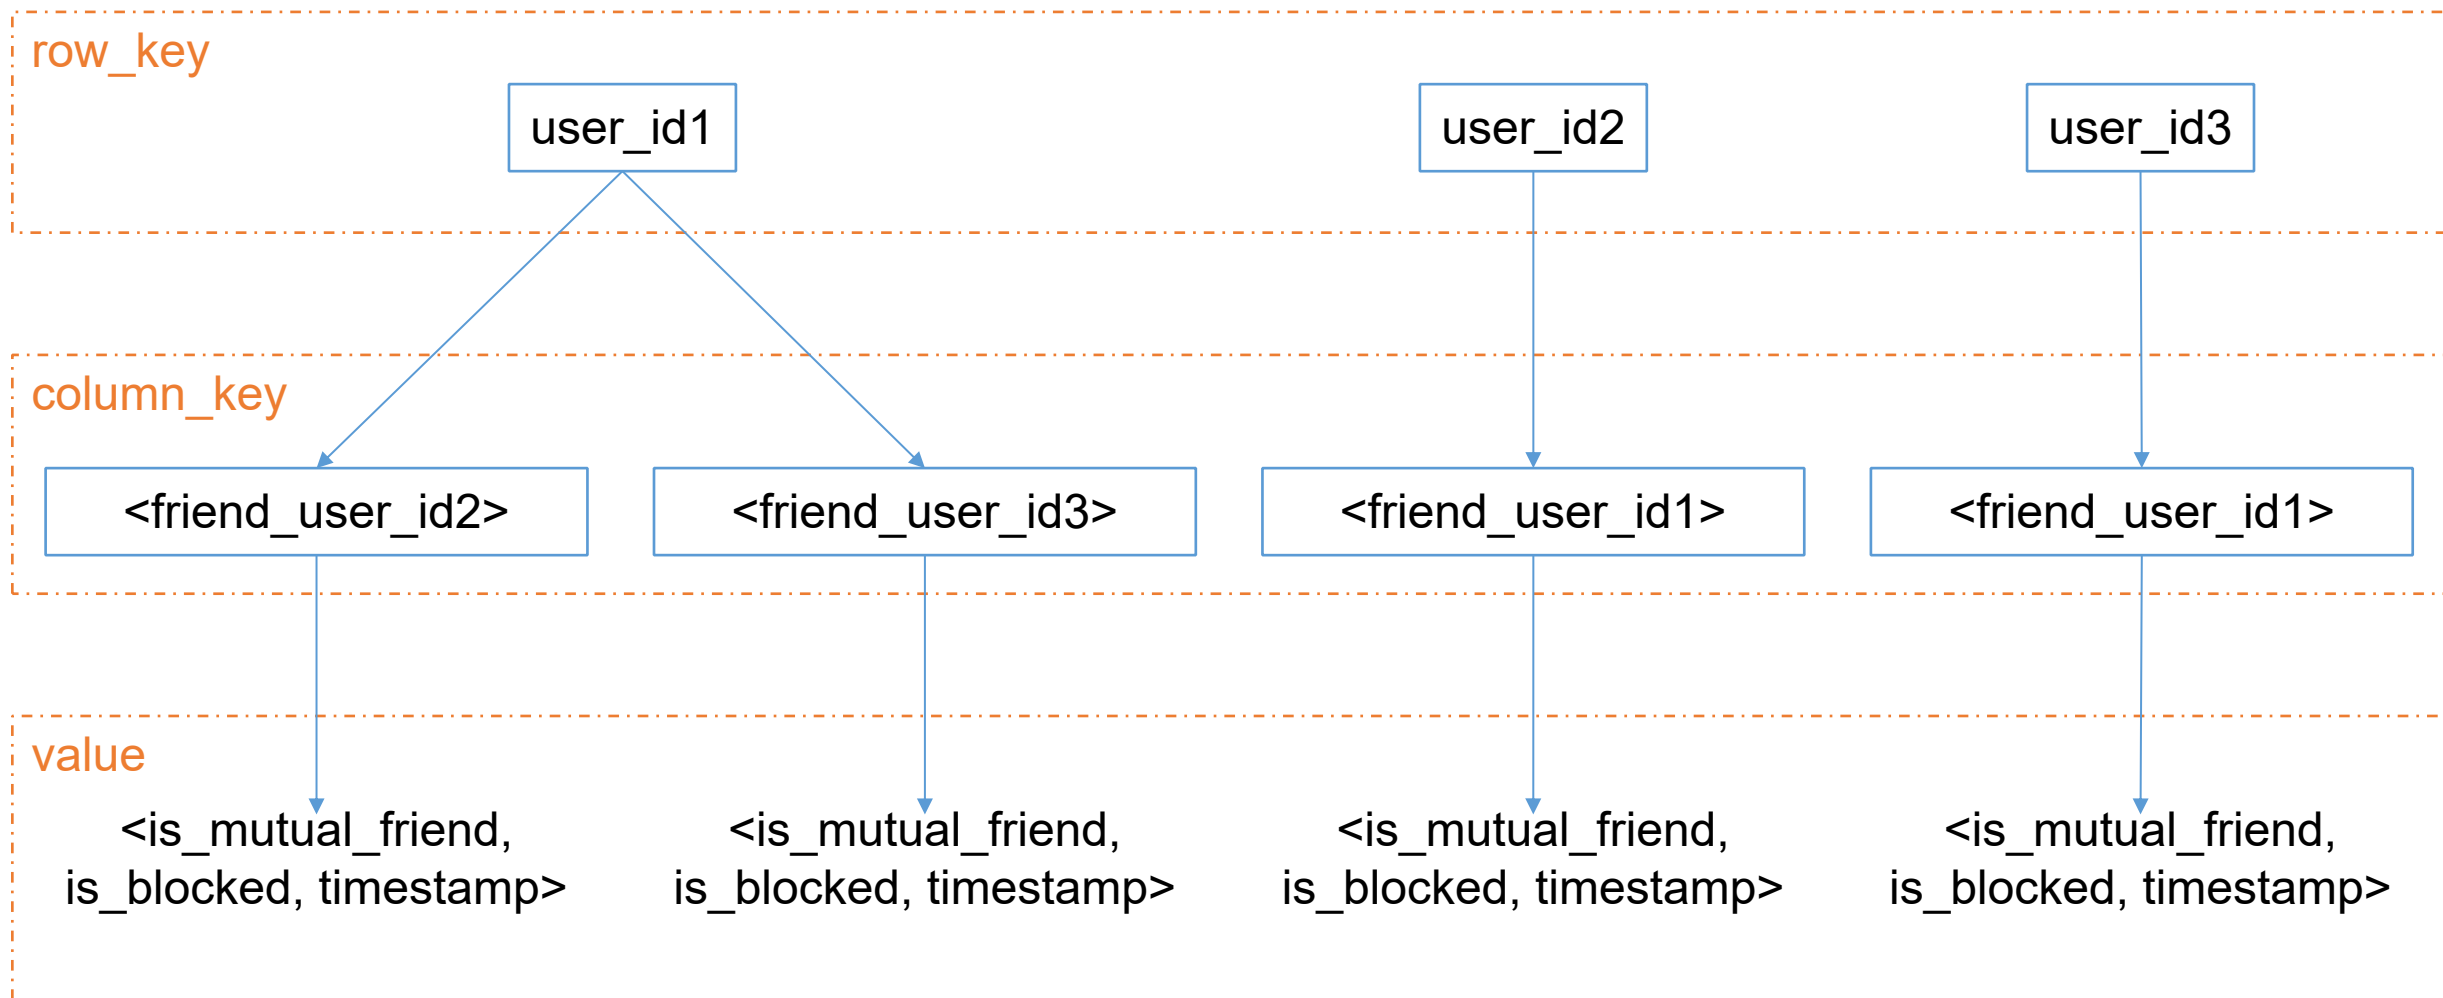 row_key
user_id1
user_id2
user_id3
column_key
<friend_user_id2>
<friend_user_id3>
<friend_user_id1>
<friend_user_id1>
value
<is_mutual_friend,
is_blocked, timestamp>
<is_mutual_friend,
is_blocked, timestamp>
<is_mutual_friend,
is_blocked, timestamp>
<is_mutual_friend,
is_blocked, timestamp>